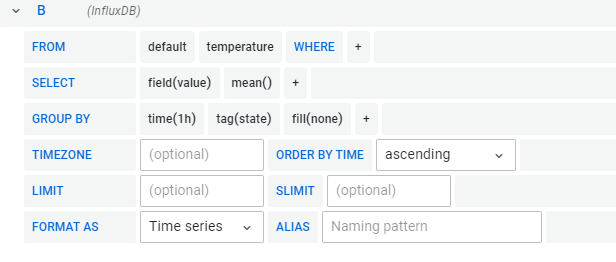 B (InfluxDB)
FROM default temperature WHERE +
SELECT field(value) mean() +
GROUP BY time(1h) tag(state) fill(none) +
TIMEZONE (optional) ORDER BY TIME ascending
LIMIT (optional) SLIMIT (optional)
FORMAT AS Time series ALIAS Naming pattern